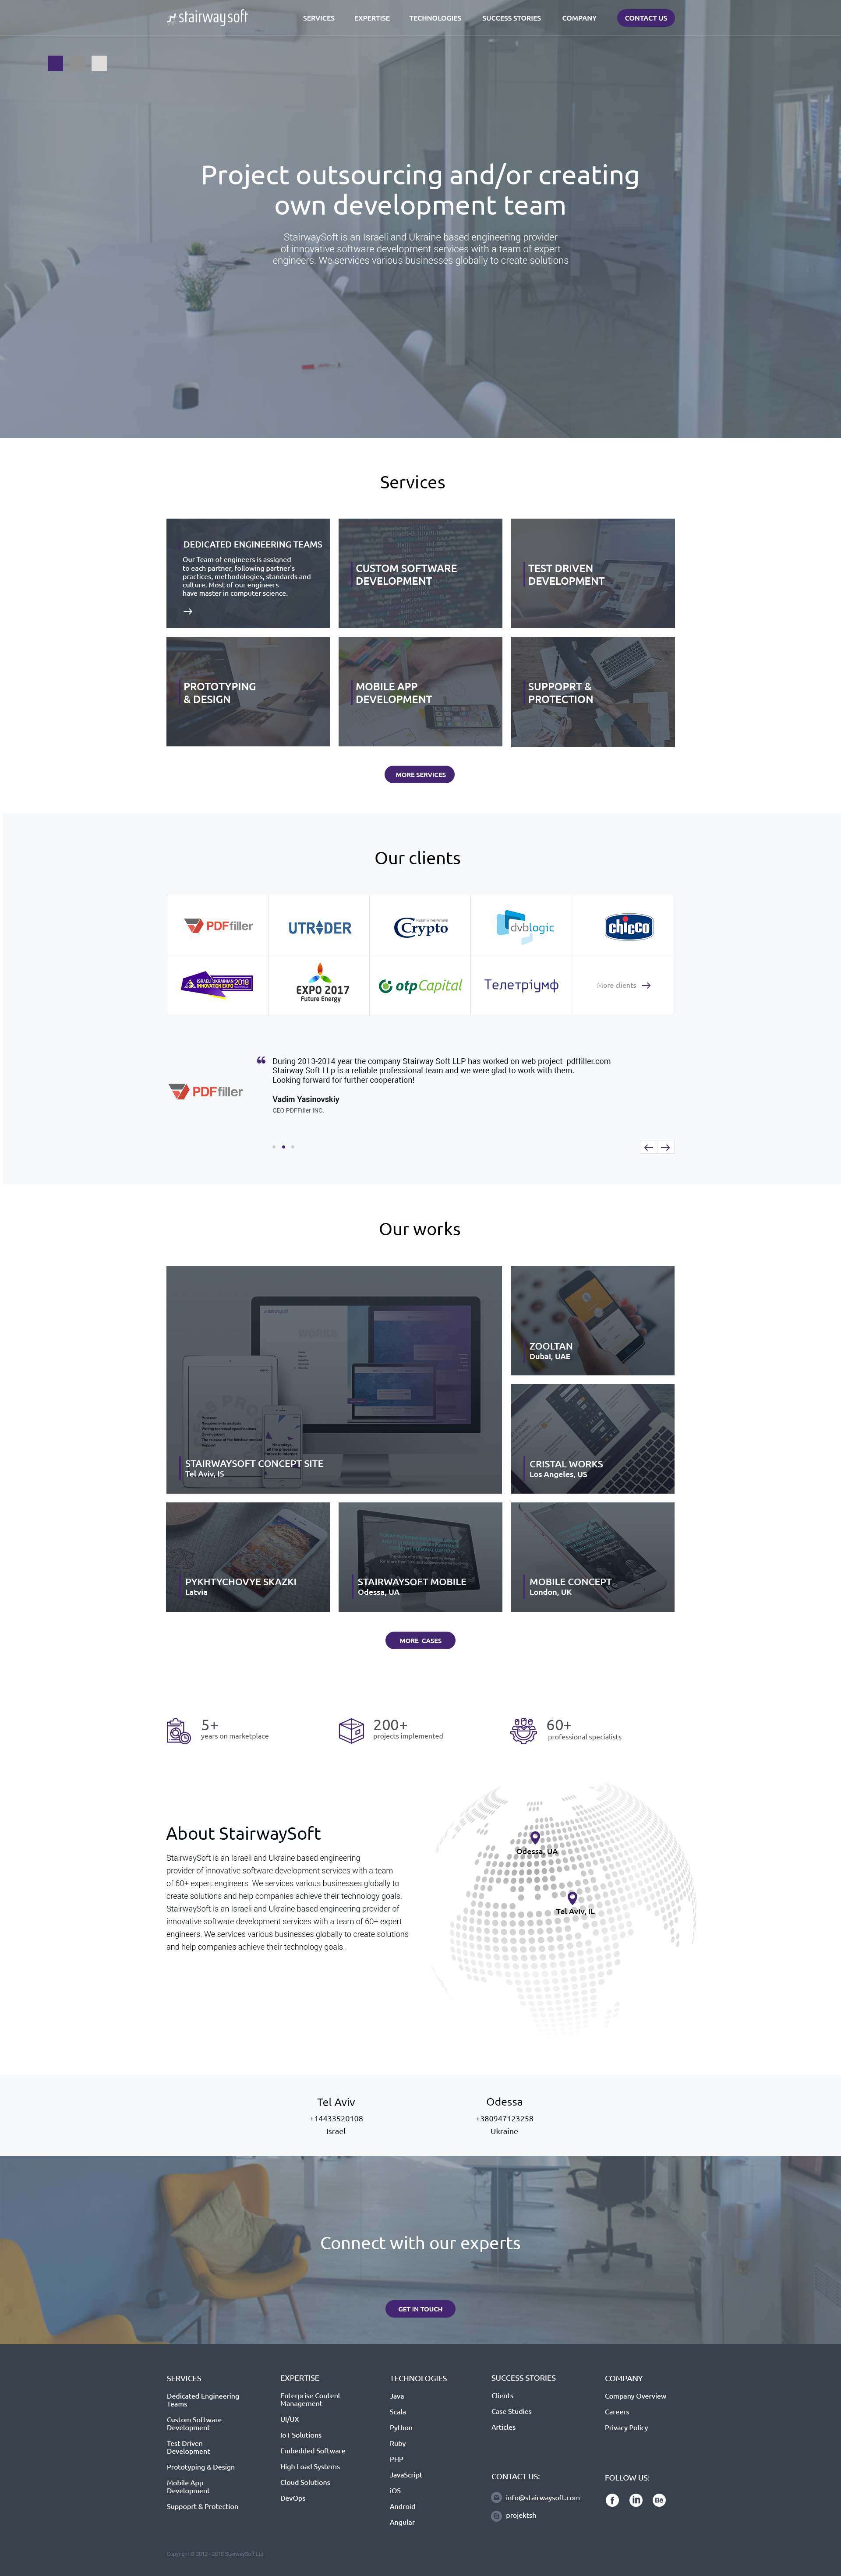 stairwaysoft
SERVICES
EXPERTISE
TECHNOLOGIES
SUCCESS STORIES
COMPANY
CONTACT US
Project outsourcing and/or creating
own development team
StairwaySoft is an Israeli and Ukraine based engineering provider
of innovative software development services with a team of expert
engineers. We services various businesses globally to create solutions
Services
DEDICATED ENGINEERING TEAMS
Our Team of engineers is assigned
to each partner, following partner's
practices, methodologies, standards and
culture. Most of our engineers
have master in computer science.
CUSTOM SOFTWARE
DEVELOPMENT
TEST DRIVEN
DEVELOPMENT
PROTOTYPING
& DESIGN
MOBILE APP
DEVELOPMENT
SUPPOPRT &
PROTECTION
MORE SERVICES
Our clients
PDFfiller
UTRADER
INVEST IN THE FUTURE
Crypto
dvblogic
chicco
ISRAELI UKRAINIAN 2018
INNOVATION EXPO
EXPO 2017
Future Energy
otpCapital
Телетріумф
More clients
PDFfiller
During 2013-2014 year the company Stairway Soft LLP has worked on web project pdffiller.com
Stairway Soft LLp is a reliable professional team and we were glad to work with them.
Looking forward for further cooperation!
Vadim Yasinovskiy
CEO PDFFiller INC.
Our works
STAIRWAYSOFT CONCEPT SITE
Tel Aviv, IS
ZOOLTAN
Dubai, UAE
CRISTAL WORKS
Los Angeles, US
PYKHTYCHOVYE SKAZKI
Latvia
STAIRWAYSOFT MOBILE
Odessa, UA
MOBILE CONCEPT
London, UK
MORE CASES
5+
years on marketplace
200+
projects implemented
60+
professional specialists
About StairwaySoft
StairwaySoft is an Israeli and Ukraine based engineering
provider of innovative software development services with a team
of 60+ expert engineers. We services various businesses globally to
create solutions and help companies achieve their technology goals.
StairwaySoft is an Israeli and Ukraine based engineering provider of
innovative software development services with a team of 60+ expert
engineers. We services various businesses globally to create solutions
and help companies achieve their technology goals.
Odessa, UA
Tel Aviv, IL
Tel Aviv
+14433520108
Israel
Odessa
+380947123258
Ukraine
Connect with our experts
GET IN TOUCH
SERVICES
Dedicated Engineering
Teams
Custom Software
Development
Test Driven
Development
Prototyping & Design
Mobile App
Development
Suppoprt & Protection
EXPERTISE
Enterprise Content
Management
UI/UX
IoT Solutions
Embedded Software
High Load Systems
Cloud Solutions
DevOps
TECHNOLOGIES
Java
Scala
Python
Ruby
PHP
JavaScript
iOS
Android
Angular
SUCCESS STORIES
Clients
Case Studies
Articles
CONTACT US:
info@stairwaysoft.com
projektsh
COMPANY
Company Overview
Careers
Privacy Policy
FOLLOW US:
Copyright © 2012 - 2018 StairwaySoft Ltd